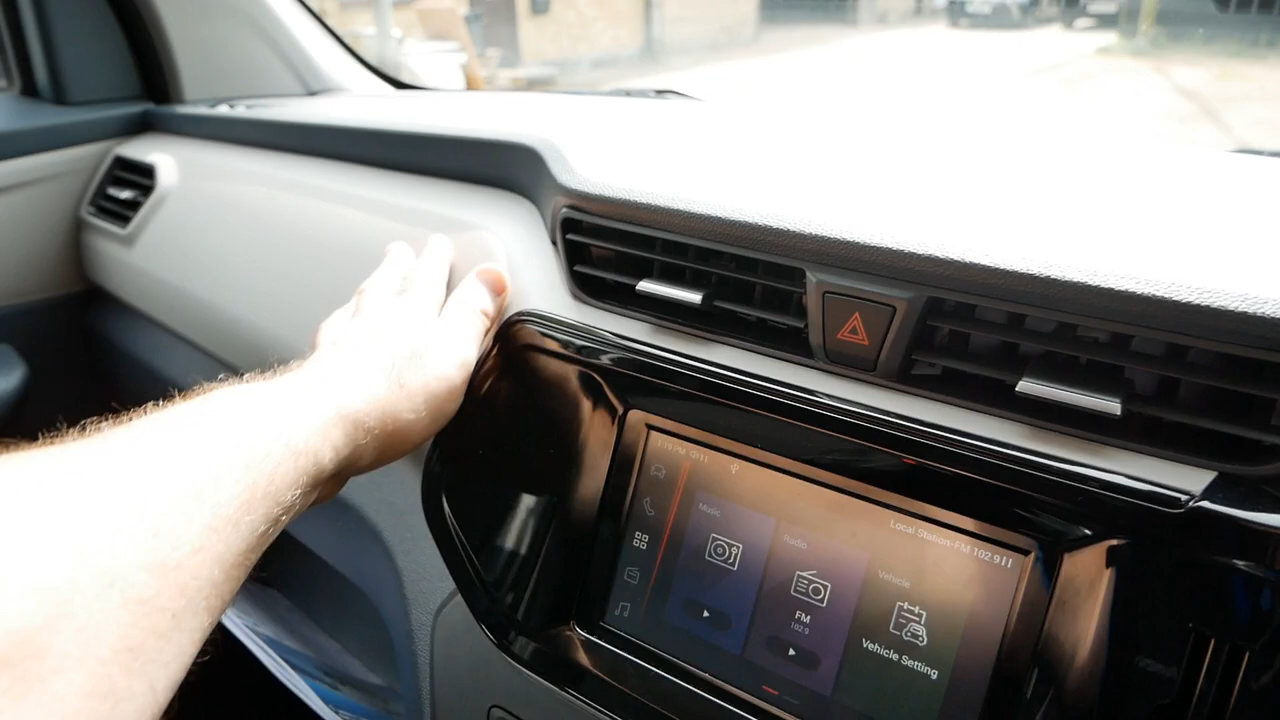 Local Station-FM 102.9
Music
Radio
FM
102.9
Vehicle
Vehicle Setting